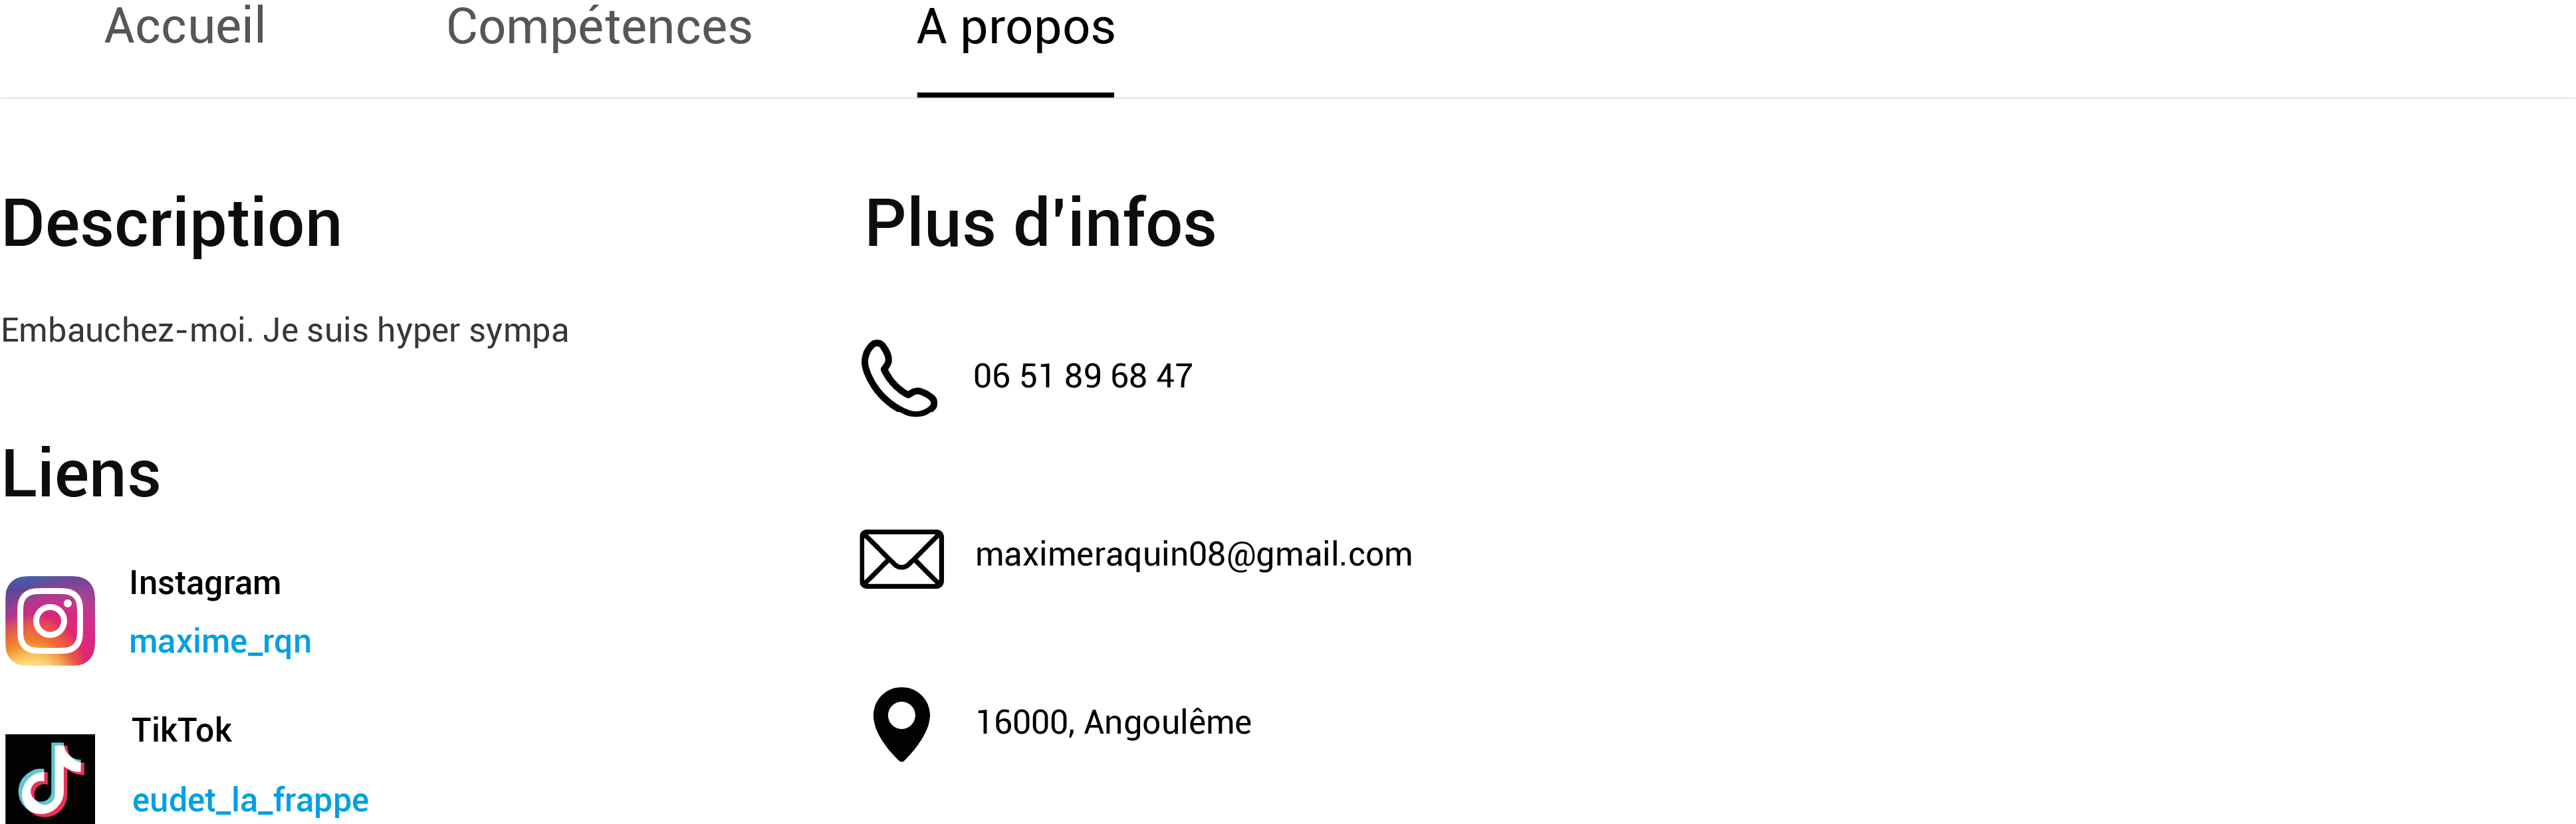 Accueil
Compétences
A propos
Description
Embauchez-moi. Je suis hyper sympa
Liens
Instagram
maxime_rqn
TikTok
eudet_la_frappe
Plus d'infos
06 51 89 68 47
maximeraquin08@gmail.com
16000, Angoulême